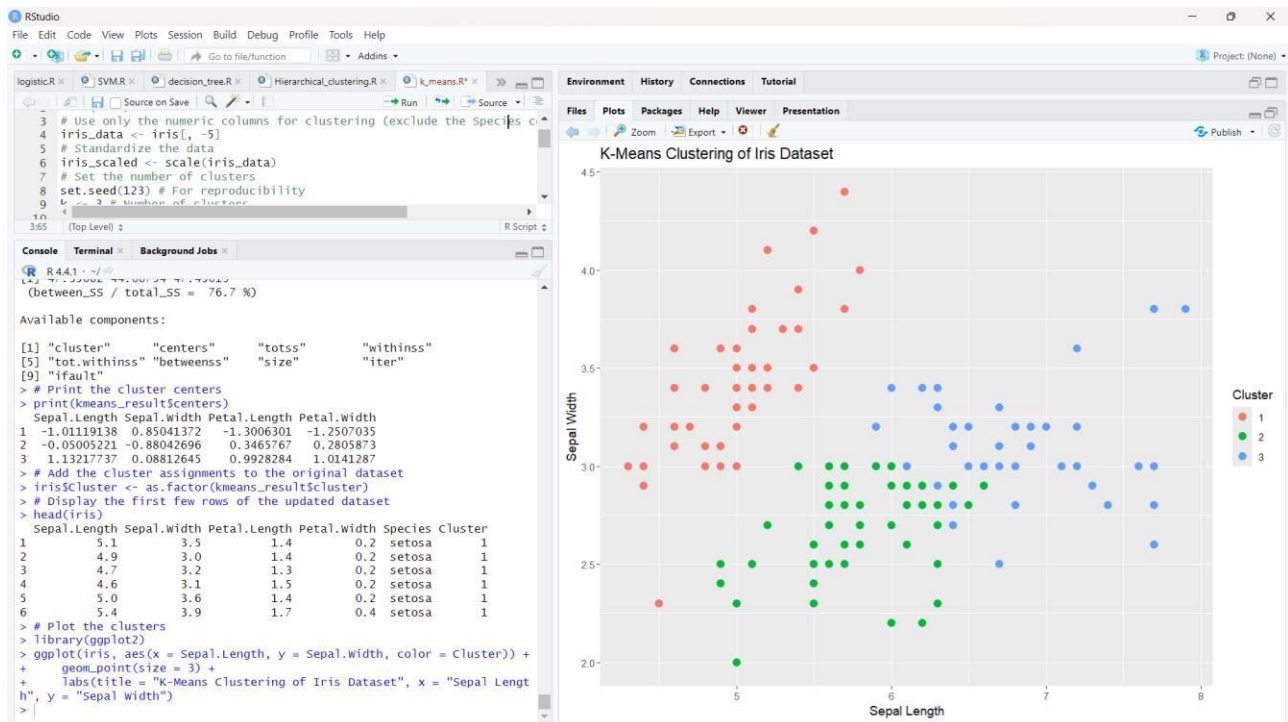 RStudio
File Edit Code View Plots Session Build Debug Profile Tools Help
Go to file/function
Addins
Project: (None)
logistic.R
SVM.R
decision_tree.R
Hierarchical_clustering.R
k_means.R*
Source on Save
Run
Source
3 # Use only the numeric columns for clustering (exclude the Species c
4 iris_data <- iris[, -5]
5 # Standardize the data
6 iris_scaled <- scale(iris_data)
7 # Set the number of clusters
8 set.seed(123) # For reproducibility
9 k <- 3 # Number of clusters
10
3:65 (Top Level) R Script
Console Terminal Background Jobs
R 4.4.1 · ~/
(between_SS / total_SS = 76.7 %)
Available components:
[1] "cluster" "centers" "totss" "withinss"
[5] "tot.withinss" "betweenss" "size" "iter"
[9] "ifault"
> # Print the cluster centers
> print(kmeans_result$centers)
Sepal.Length Sepal.Width Petal.Length Petal.Width
1 -1.01119138 0.85041372 -1.3006301 -1.2507035
2 -0.05005221 -0.88042696 0.3465767 0.2805873
3 1.13217737 0.08812645 0.9928284 1.0141287
> # Add the cluster assignments to the original dataset
> iris$Cluster <- as.factor(kmeans_result$cluster)
> # Display the first few rows of the updated dataset
> head(iris)
Sepal.Length Sepal.Width Petal.Length Petal.Width Species Cluster
1 5.1 3.5 1.4 0.2 setosa 1
2 4.9 3.0 1.4 0.2 setosa 1
3 4.7 3.2 1.3 0.2 setosa 1
4 4.6 3.1 1.5 0.2 setosa 1
5 5.0 3.6 1.4 0.2 setosa 1
6 5.4 3.9 1.7 0.4 setosa 1
> # Plot the clusters
> library(ggplot2)
> ggplot(iris, aes(x = Sepal.Length, y = Sepal.Width, color = Cluster)) +
+ geom_point(size = 3) +
+ labs(title = "K-Means Clustering of Iris Dataset", x = "Sepal Lengt
h", y = "Sepal Width")
>
Environment History Connections Tutorial
Files Plots Packages Help Viewer Presentation
Zoom Export Publish
K-Means Clustering of Iris Dataset
4.5
4.0
3.5
3.0
2.5
2.0
Sepal Width
5 6 7 8
Sepal Length
Cluster
1
2
3